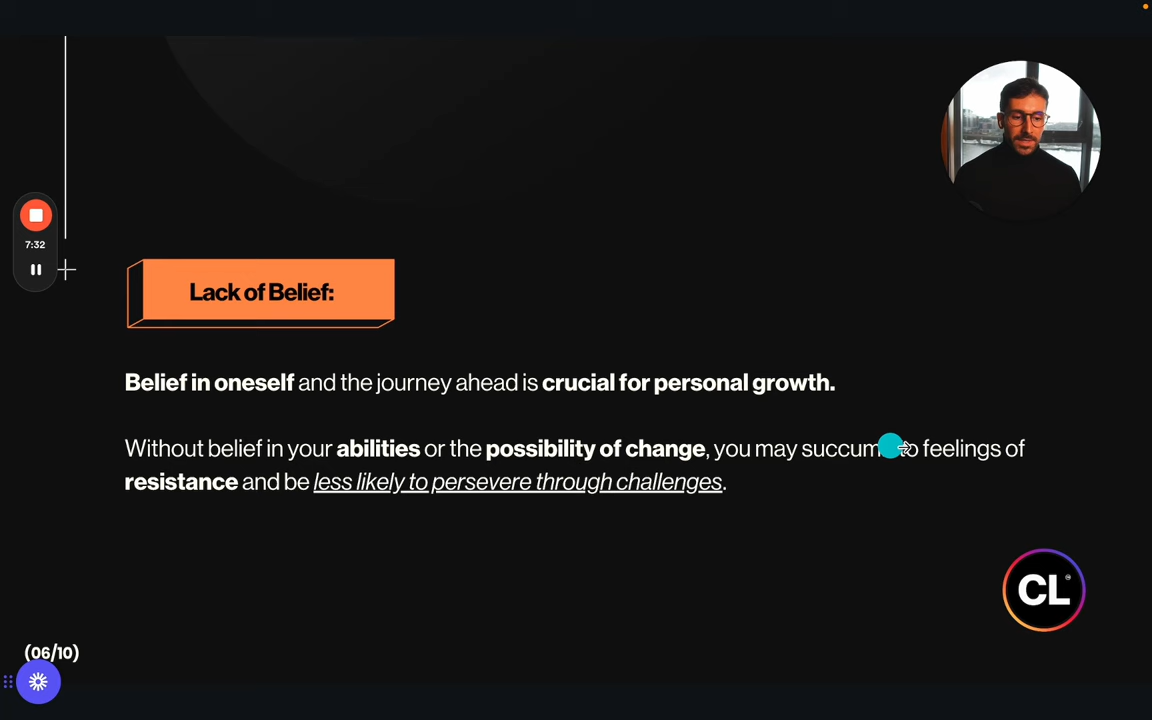 7:32
Lack of Belief:
Belief in oneself and the journey ahead is crucial for personal growth.
Without belief in your abilities or the possibility of change, you may succumb to feelings of
resistance and be less likely to persevere through challenges.
CL
(06/10)